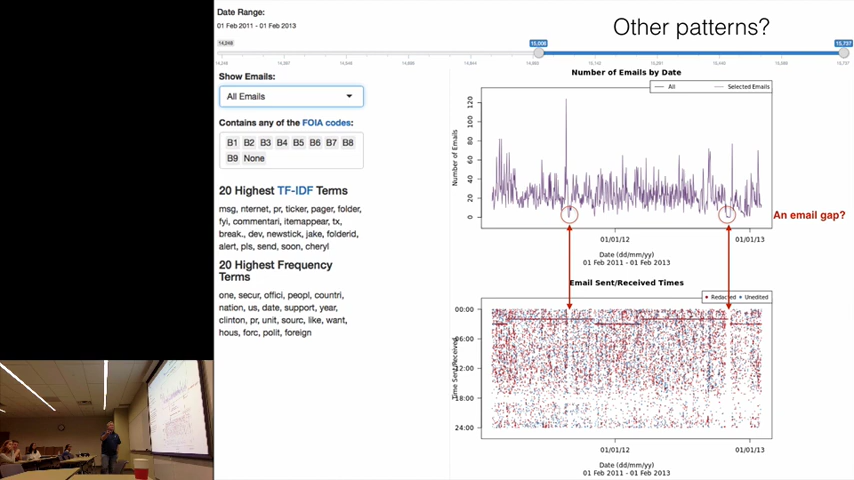 Date Range:
01 Feb 2011 - 01 Feb 2013
Other patterns?
14,248
15,006
15,737
Show Emails:
All Emails
Contains any of the FOIA codes:
B1 B2 B3 B4 B5 B6 B7 B8
B9 None
20 Highest TF-IDF Terms
msg, nternet, pr, ticker, pager, folder,
fyi, commentari, itemappear, tx,
break., dev, newstick, jake, folderid,
alert, pls, send, soon, cheryl
20 Highest Frequency
Terms
one, secur, offici, peopl, countri,
nation, us, date, support, year,
clinton, pr, unit, sourc, like, want,
hous, forc, polit, foreign
Number of Emails by Date
All
Selected Emails
Number of Emails
120
100
80
60
40
20
0
An email gap?
01/01/12
01/01/13
Date (dd/mm/yy)
01 Feb 2011 - 01 Feb 2013
Email Sent/Received Times
Redacted
Unedited
Time Sent/Received
00:00
06:00
12:00
18:00
24:00
01/01/12
01/01/13
Date (dd/mm/yy)
01 Feb 2011 - 01 Feb 2013